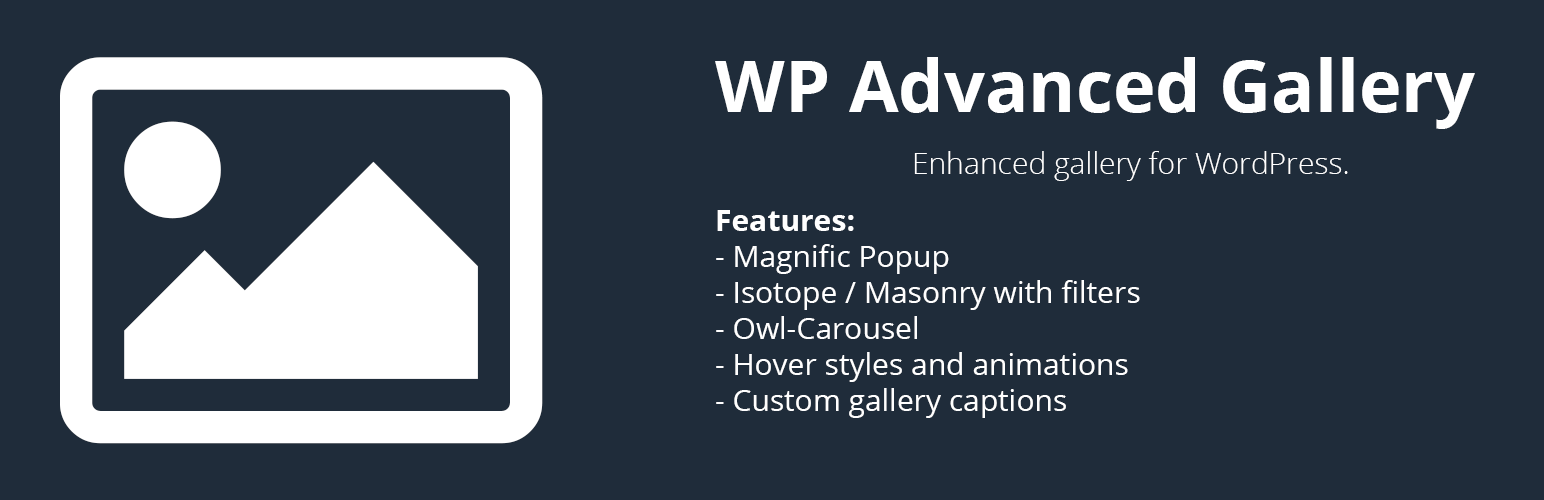 WP Advanced Gallery
Enhanced gallery for WordPress.
Features:
- Magnific Popup
- Isotope / Masonry with filters
- Owl-Carousel
- Hover styles and animations
- Custom gallery captions